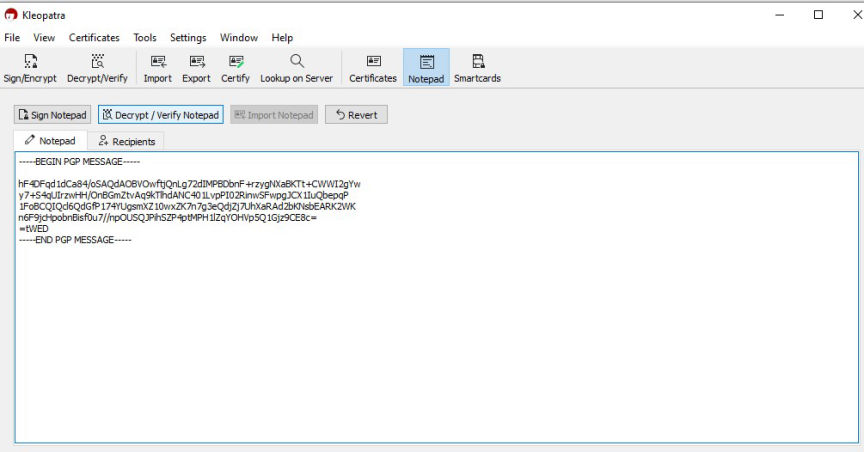 Kleopatra
File View Certificates Tools Settings Window Help
Sign/Encrypt Decrypt/Verify Import Export Certify Lookup on Server Certificates Notepad Smartcards
Sign Notepad Decrypt / Verify Notepad Import Notepad Revert
Notepad Recipients
-----BEGIN PGP MESSAGE-----
hF4DFqd1dCa84/oSAQdAOBVOwftjQnLg72dIMPBDbnF+rzygNXaBKTt+CWWI2gYw
y7+S4qUIrzwHH/OnBGmZtvAq9kTlhdANC401LvpPI02RinwSFwpgJCX1IuQbepqP
1FoBCQIQd6QdGfP174YUgsmXZ10wxZK7n7g3eQdjZj7UhXaRAd2bKNsbEARK2WK
n6F9jcHpobnBisf0u7//npOUSQJPihSZP4ptMPH1lZqYOHVp5Q1Gjz9CE8c=
=tWED
-----END PGP MESSAGE-----